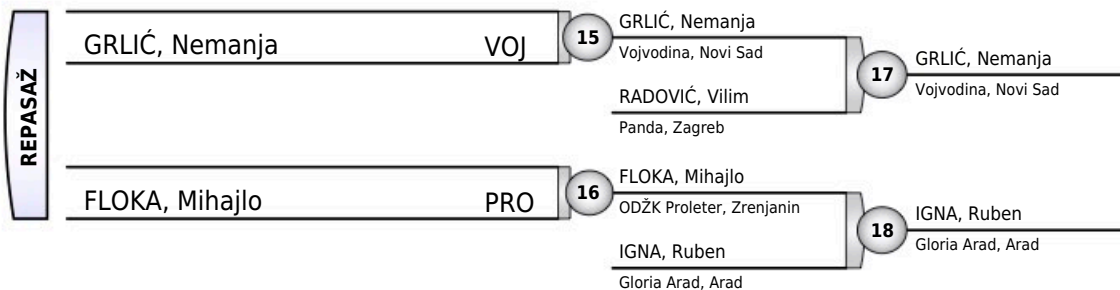 REPASAŽ
GRLIĆ, Nemanja VOJ
15
GRLIĆ, Nemanja
Vojvodina, Novi Sad
RADOVIĆ, Vilim
Panda, Zagreb
17
GRLIĆ, Nemanja
Vojvodina, Novi Sad
FLOKA, Mihajlo PRO
16
FLOKA, Mihajlo
ODŽK Proleter, Zrenjanin
IGNA, Ruben
Gloria Arad, Arad
18
IGNA, Ruben
Gloria Arad, Arad